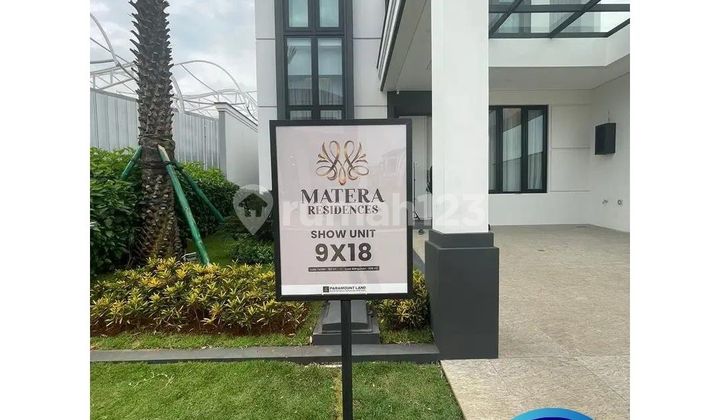 MATERA
RESIDENCES
SHOW UNIT
9X18
PARAMOUNT LAND
rumah123